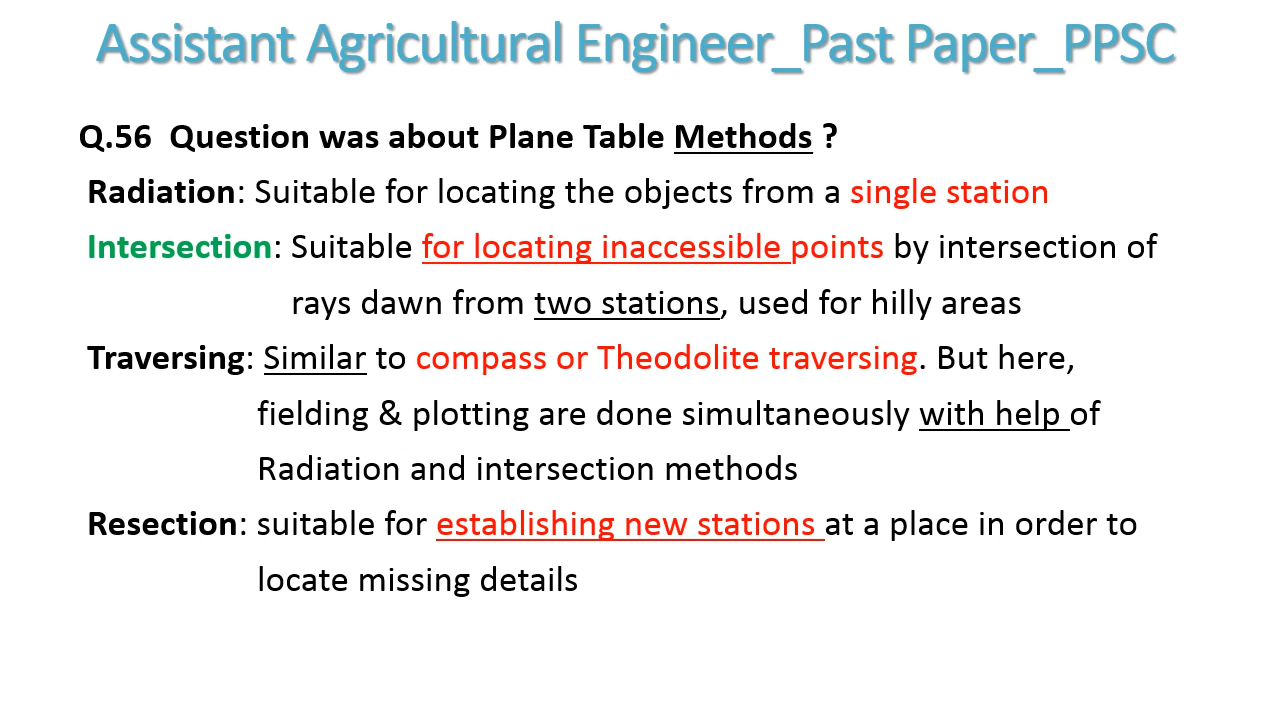 Assistant Agricultural Engineer_Past Paper_PPSC
Q.56 Question was about Plane Table Methods ?
Radiation: Suitable for locating the objects from a single station
Intersection: Suitable for locating inaccessible points by intersection of
rays dawn from two stations, used for hilly areas
Traversing: Similar to compass or Theodolite traversing. But here,
fielding & plotting are done simultaneously with help of
Radiation and intersection methods
Resection: suitable for establishing new stations at a place in order to
locate missing details